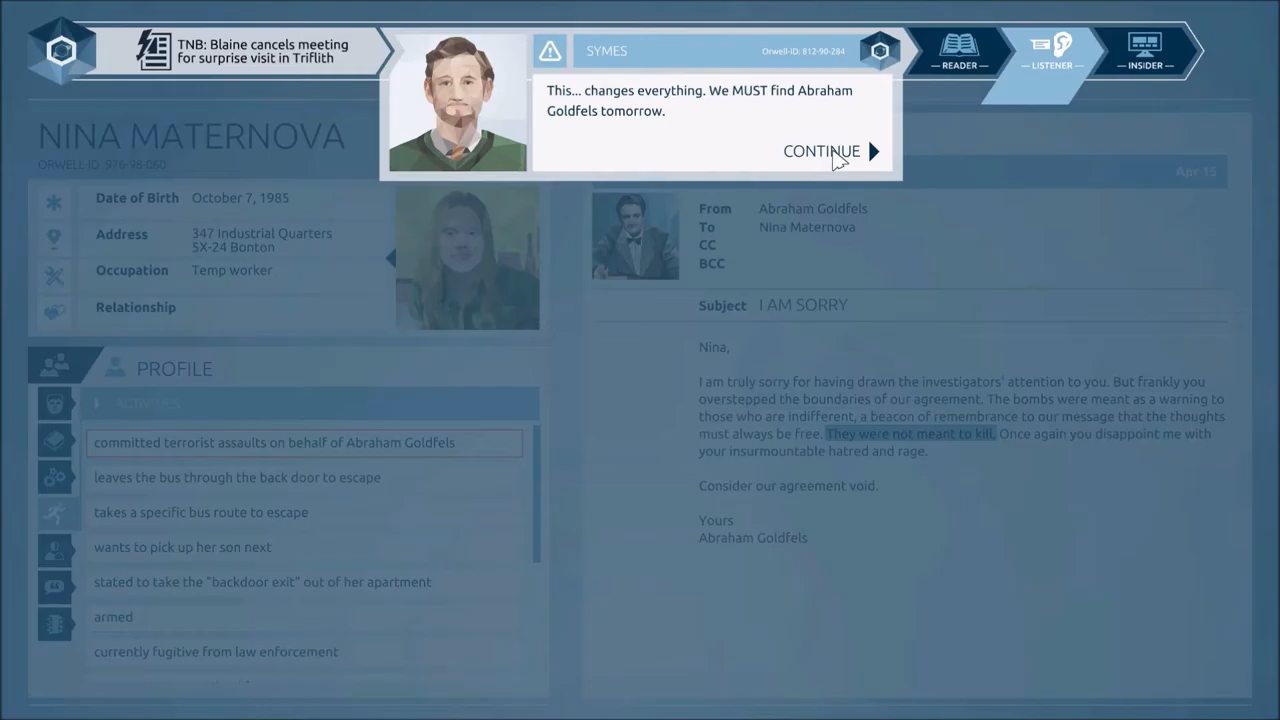 TNB: Blaine cancels meeting
for surprise visit in Triflith
SYMES
Orwell-ID: 812-90-284
This... changes everything. We MUST find Abraham
Goldfels tomorrow.
CONTINUE
— READER —
— LISTENER —
— INSIDER —
NINA MATERNOVA
ORWELL ID: 976-98-060
Date of Birth October 7, 1985
Address 347 Industrial Quarters
SX-24 Bonton
Occupation Temp worker
Relationship
PROFILE
ACTIVITIES
committed terrorist assaults on behalf of Abraham Goldfels
leaves the bus through the back door to escape
takes a specific bus route to escape
wants to pick up her son next
stated to take the "backdoor exit" out of her apartment
armed
currently fugitive from law enforcement
Apr 15
From Abraham Goldfels
To Nina Maternova
CC
BCC
Subject I AM SORRY
Nina,
I am truly sorry for having drawn the investigators' attention to you. But frankly you
overstepped the boundaries of our agreement. The bombs were meant as a warning to
those who are indifferent, a beacon of remembrance to our message that the thoughts
must always be free. They were not meant to kill. Once again you disappoint me with
your insurmountable hatred and rage.
Consider our agreement void.
Yours
Abraham Goldfels